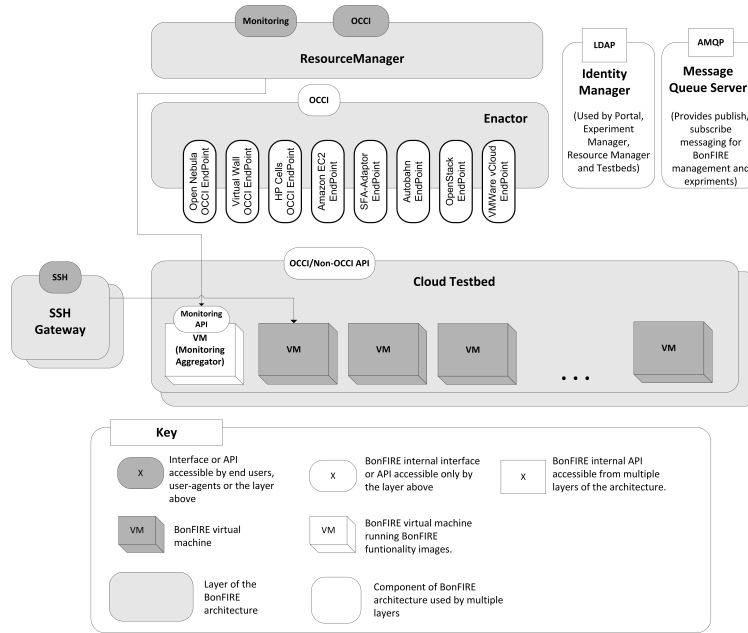 Monitoring
OCCI
ResourceManager
OCCI
Enactor
Open Nebula
OCCI EndPoint
Virtual Wall
OCCI EndPoint
HP Cells
OCCI EndPoint
Amazon EC2
EndPoint
SFA-Adaptor
EndPoint
Autobahn
EndPoint
OpenStack
EndPoint
VMWare vCloud
EndPoint
LDAP
Identity
Manager
(Used by Portal,
Experiment
Manager,
Resource Manager
and Testbeds)
AMQP
Message
Queue Server
(Provides publish,
subscribe
messaging for
BonFIRE
management and
expriments)
SSH
SSH
Gateway
OCCI/Non-OCCI API
Cloud Testbed
Monitoring
API
VM
(Monitoring
Aggregator)
VM
VM
VM
. . .
VM
Key
X
Interface or API
accessible by end users,
user-agents or the layer
above
X
BonFIRE internal interface
or API accessible only by
the layer above
X
BonFIRE internal API
accessible from multiple
layers of the architecture.
VM
BonFIRE virtual
machine
VM
BonFIRE virtual machine
running BonFIRE
funtionality images.
Layer of the
BonFIRE
architecture
Component of BonFIRE
architecture used by multiple
layers